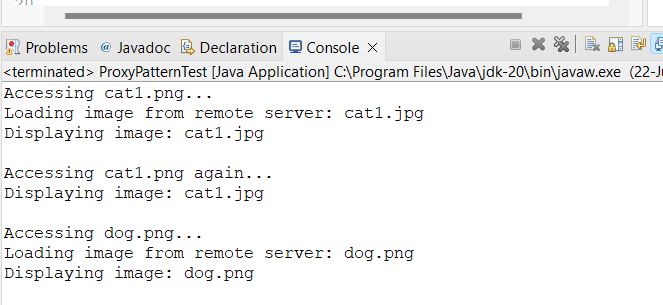 Problems @ Javadoc Declaration Console
<terminated> ProxyPatternTest [Java Application] C:\Program Files\Java\jdk-20\bin\javaw.exe (22-Ju
Accessing cat1.png...
Loading image from remote server: cat1.jpg
Displaying image: cat1.jpg
Accessing cat1.png again...
Displaying image: cat1.jpg
Accessing dog.png...
Loading image from remote server: dog.png
Displaying image: dog.png